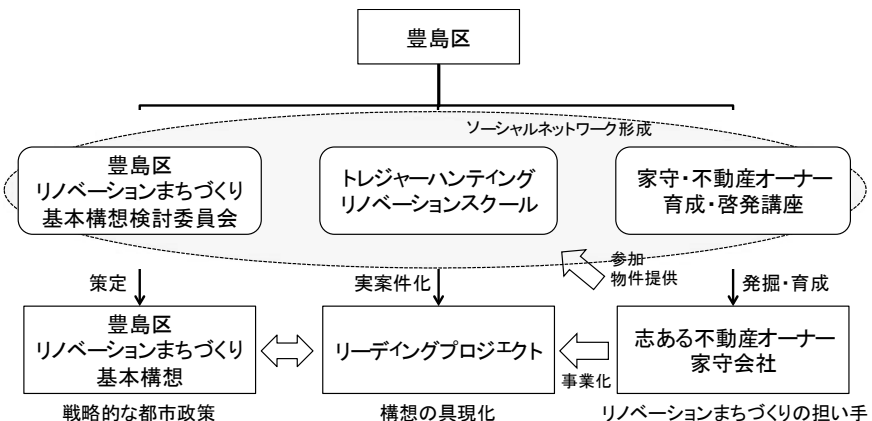 豊島区
ソーシャルネットワーク形成
豊島区
リノベーションまちづくり
基本構想検討委員会
トレジャーハンティング
リノベーションスクール
家守・不動産オーナー
育成・啓発講座
参加
物件提供
策定
実案件化
発掘・育成
豊島区
リノベーションまちづくり
基本構想
リーディングプロジェクト
事業化
志ある不動産オーナー
家守会社
戦略的な都市政策
構想の具現化
リノベーションまちづくりの担い手